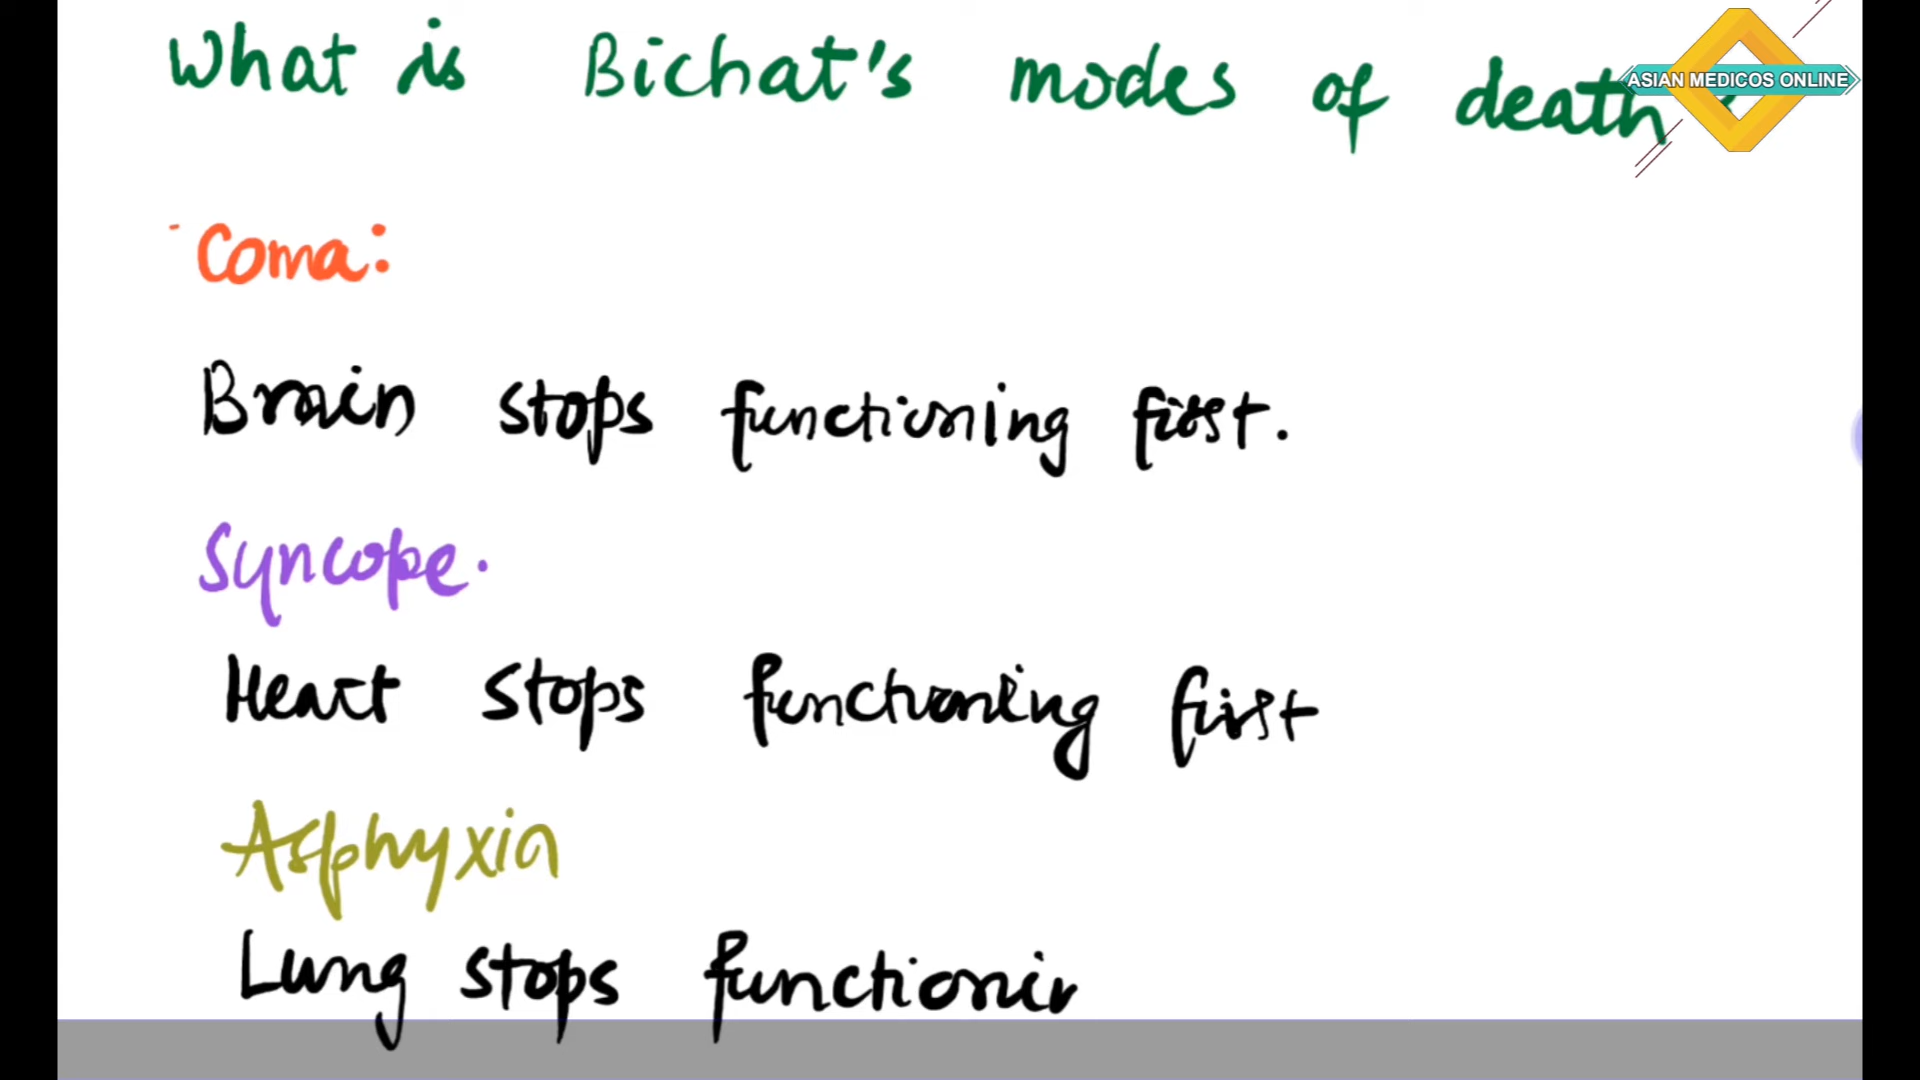 What is Bichat's modes of death ?
ASIAN MEDICOS ONLINE
Coma:
Brain stops functioning first.
Syncope.
Heart stops functioning first
Asphyxia
Lung stops functionin